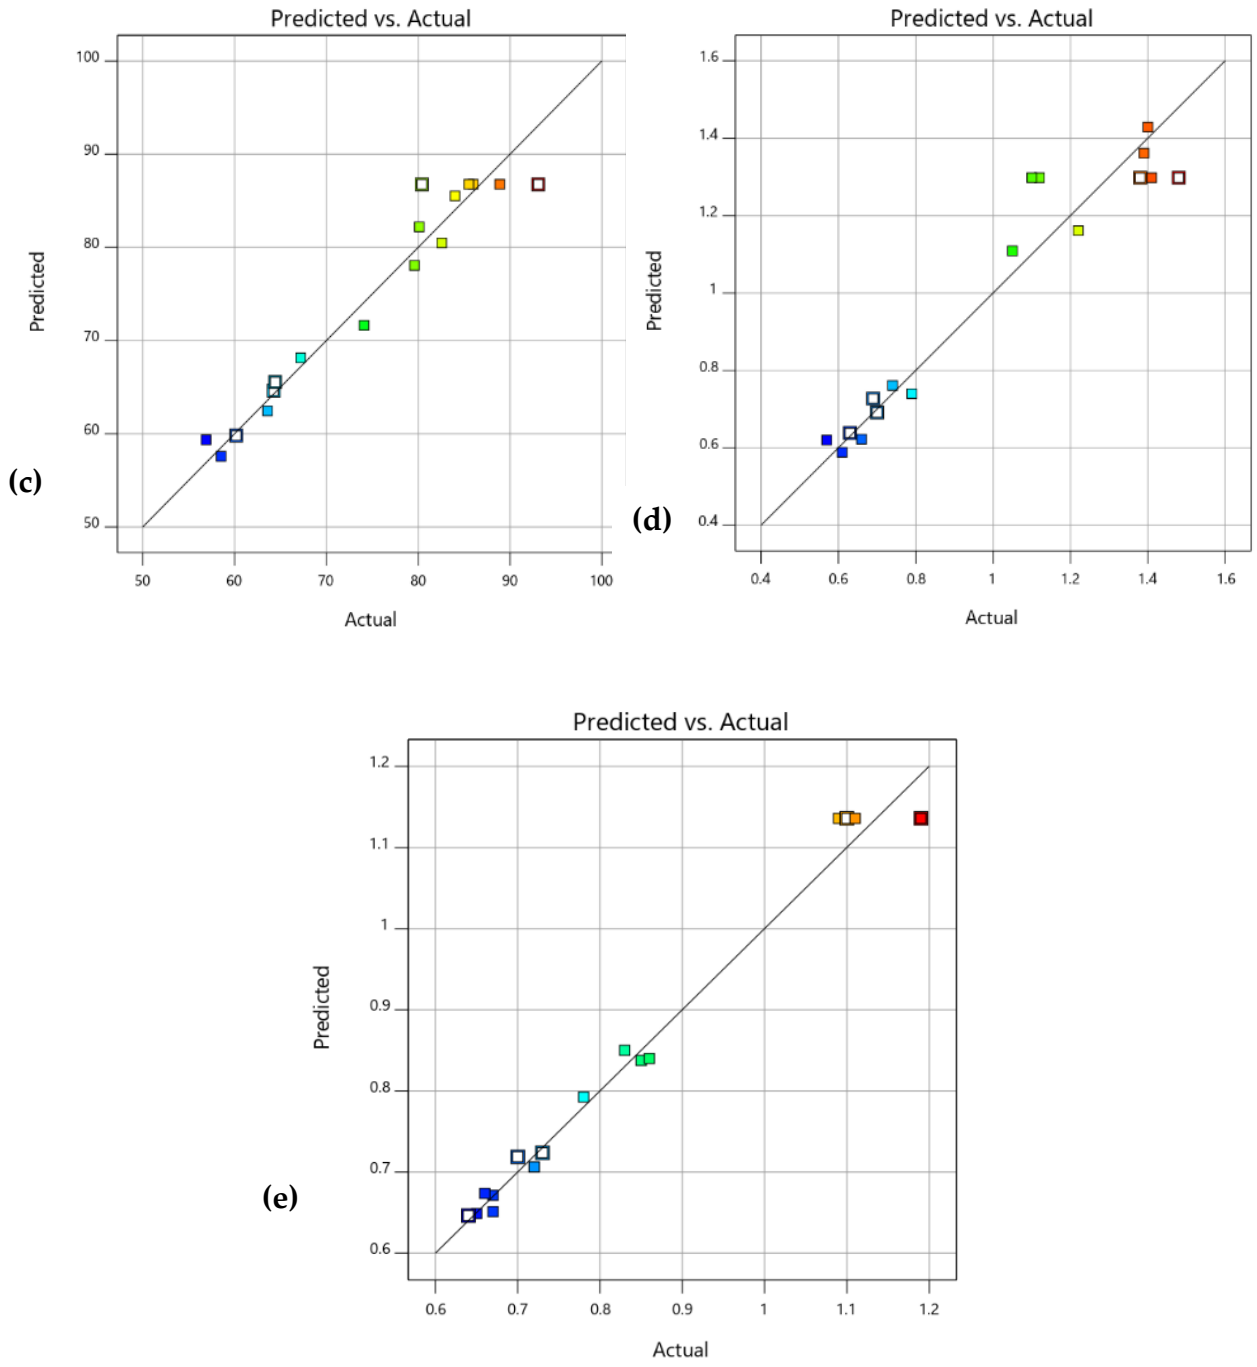 Predicted vs. Actual
100
90
80
70
60
50
Predicted
50 60 70 80 90 100
Actual
(c)
Predicted vs. Actual
1.6
1.4
1.2
1
0.8
0.6
0.4
Predicted
0.4 0.6 0.8 1 1.2 1.4 1.6
Actual
(d)
Predicted vs. Actual
1.2
1.1
1
0.9
0.8
0.7
0.6
Predicted
0.6 0.7 0.8 0.9 1 1.1 1.2
Actual
(e)